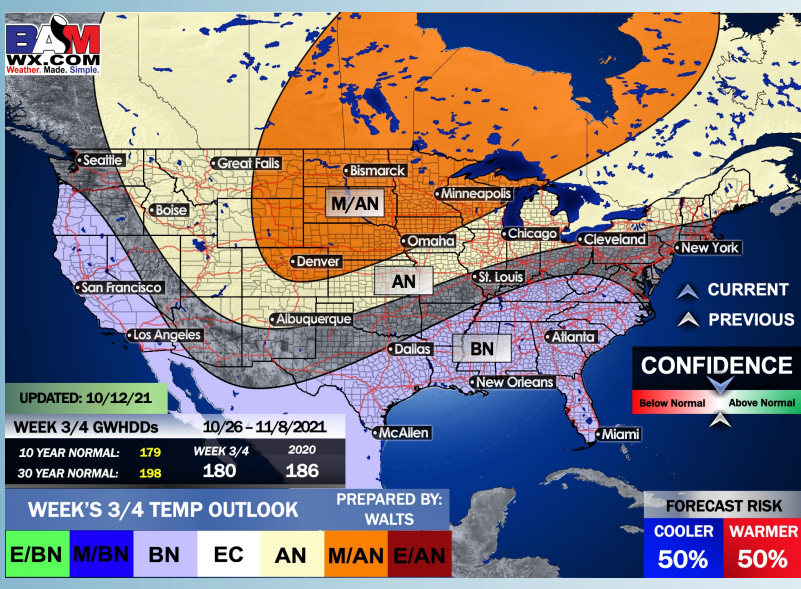 BAM
WX.COM
Weather. Made. Simple.
Seattle
Great Falls
Bismarck
Minneapolis
M/AN
Boise
Omaha
Chicago
Cleveland
New York
Denver
AN
St. Louis
San Francisco
CURRENT
PREVIOUS
Albuquerque
Los Angeles
Dallas
BN
Atlanta
CONFIDENCE
New Orleans
Below Normal
Above Normal
UPDATED: 10/12/21
WEEK 3/4 GWHDDs 10/26 – 11/8/2021
10 YEAR NORMAL: 179 WEEK 3/4 2020
30 YEAR NORMAL: 198 180 186
McAllen
Miami
WEEK'S 3/4 TEMP OUTLOOK
PREPARED BY:
WALTS
FORECAST RISK
COOLER WARMER
50% 50%
E/BN M/BN BN EC AN M/AN E/AN